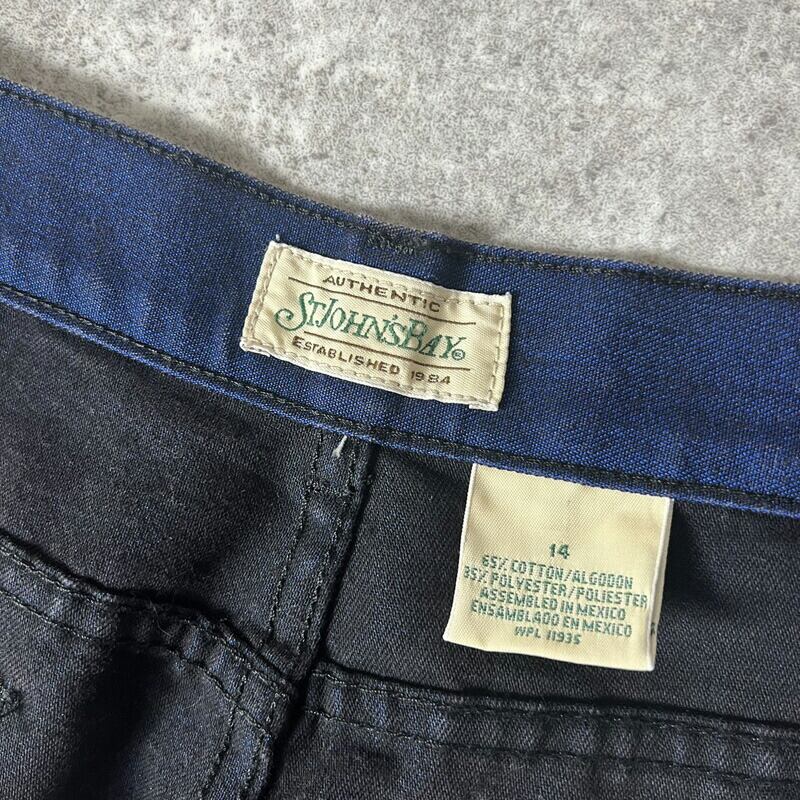 AUTHENTIC
ST.JOHN'S BAY®
ESTABLISHED 1984
14
65% COTTON/ALGODON
35% POLYESTER/POLIESTER
ASSEMBLED IN MEXICO
ENSAMBLADO EN MEXICO
WPL 11935